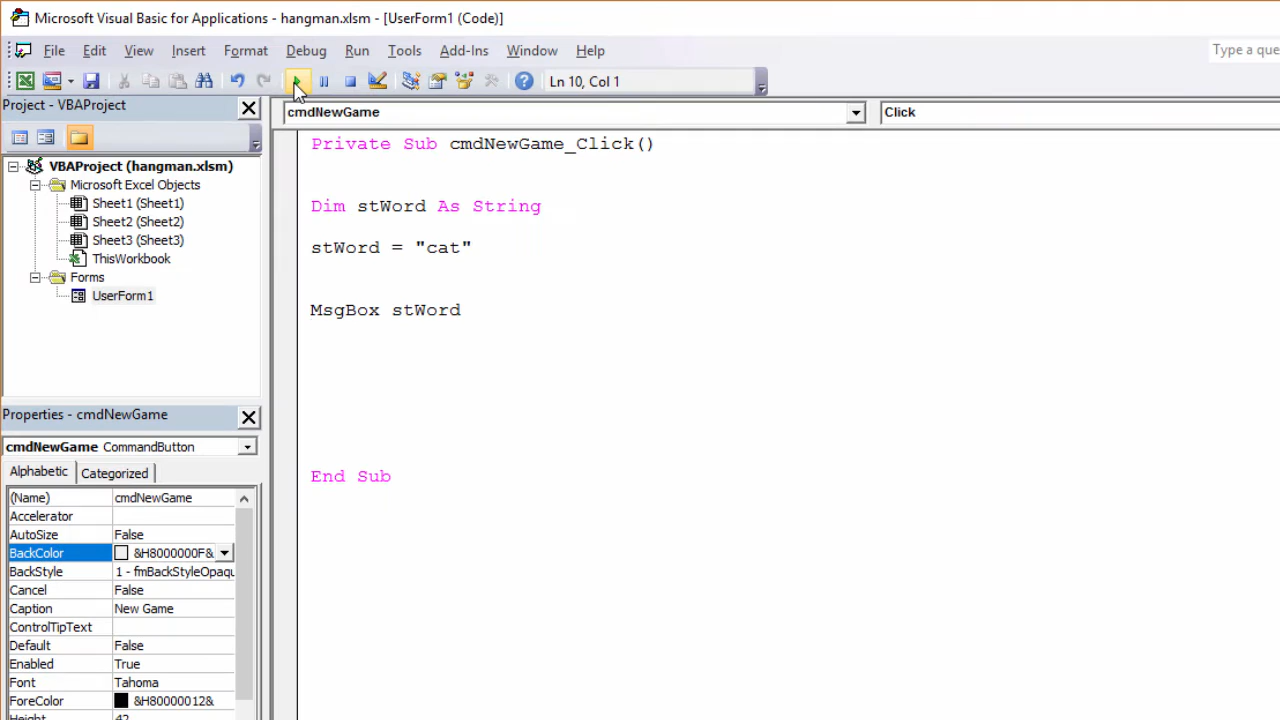 Microsoft Visual Basic for Applications - hangman.xlsm - [UserForm1 (Code)]
File Edit View Insert Format Debug Run Tools Add-Ins Window Help
Type a que
Ln 10, Col 1
Project - VBAProject
cmdNewGame
Click
VBAProject (hangman.xlsm)
Microsoft Excel Objects
Sheet1 (Sheet1)
Sheet2 (Sheet2)
Sheet3 (Sheet3)
ThisWorkbook
Forms
UserForm1
Private Sub cmdNewGame_Click()
Dim stWord As String
stWord = "cat"
MsgBox stWord
End Sub
Properties - cmdNewGame
cmdNewGame CommandButton
Alphabetic Categorized
(Name) cmdNewGame
Accelerator
AutoSize False
BackColor &H8000000F&
BackStyle 1 - fmBackStyleOpaqu
Cancel False
Caption New Game
ControlTipText
Default False
Enabled True
Font Tahoma
ForeColor &H80000012&
Height 42